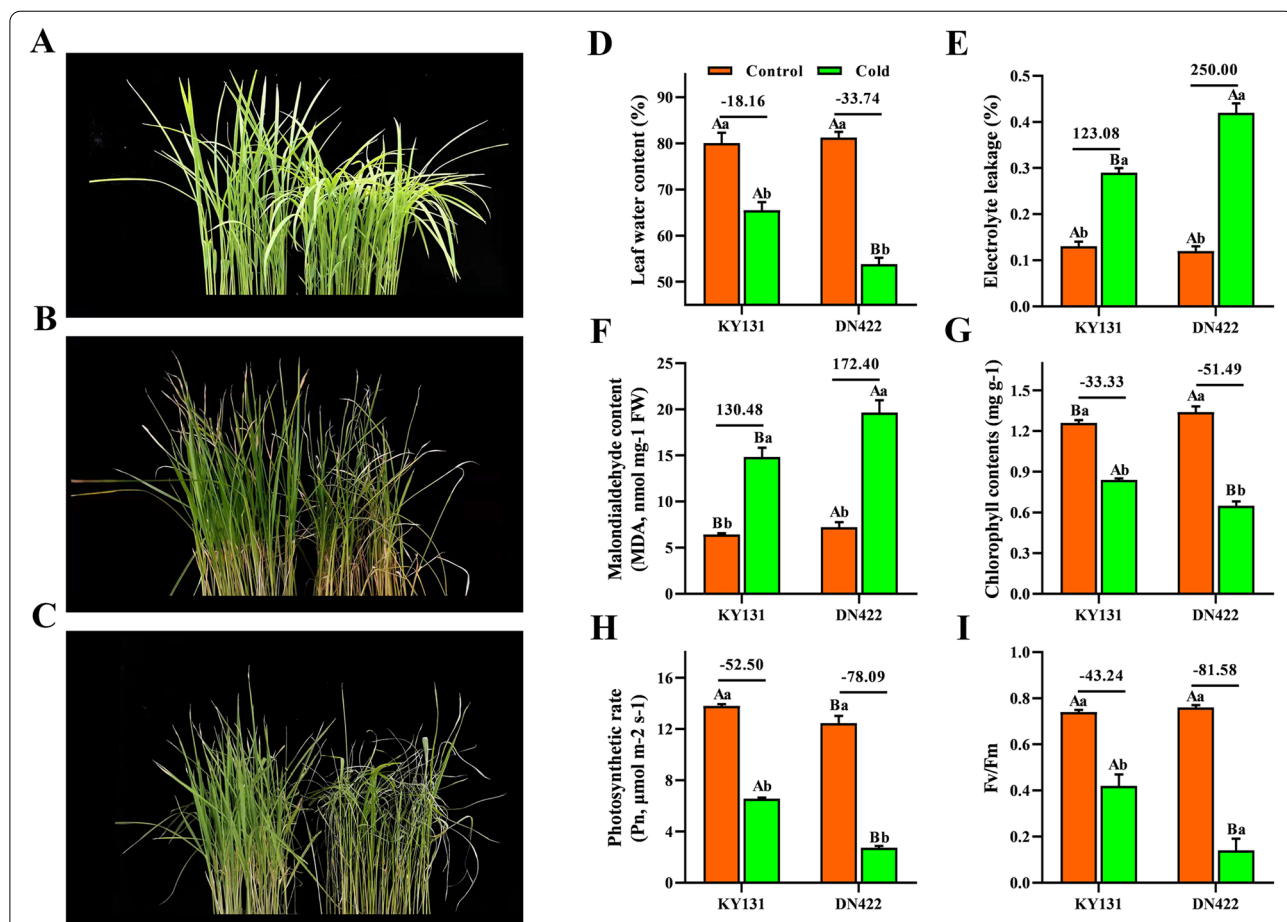 A
B
C
D
Control
Cold
Leaf water content (%)
90
80
70
60
50
-18.16
-33.74
Aa
Ab
Aa
Bb
KY131
DN422
E
Electrolyte leakage (%)
0.5
0.4
0.3
0.2
0.1
0.0
123.08
250.00
Ab
Ba
Ab
Aa
KY131
DN422
F
Malondialdehyde content
(MDA, nmol mg-1 FW)
25
20
15
10
5
0
130.48
172.40
Bb
Ba
Ab
Aa
KY131
DN422
G
Chlorophyll contents (mg g-1)
1.5
1.2
0.9
0.6
0.3
0.0
-33.33
-51.49
Ba
Ab
Aa
Bb
KY131
DN422
H
Photosynthetic rate
(Pn, μmol m-2 s-1)
16
12
8
4
0
-52.50
-78.09
Aa
Ab
Ba
Bb
KY131
DN422
I
Fv/Fm
1.0
0.8
0.6
0.4
0.2
0.0
-43.24
-81.58
Aa
Ab
Aa
Ba
KY131
DN422